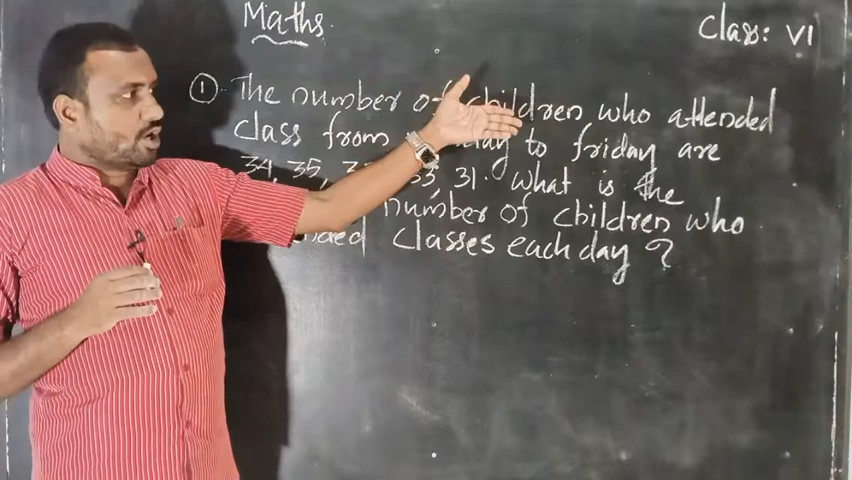 Maths
Class: VI
① The number of children who attended
class from day to friday are
34, 35, 33, 31. What is the
number of children who
classes each day ?